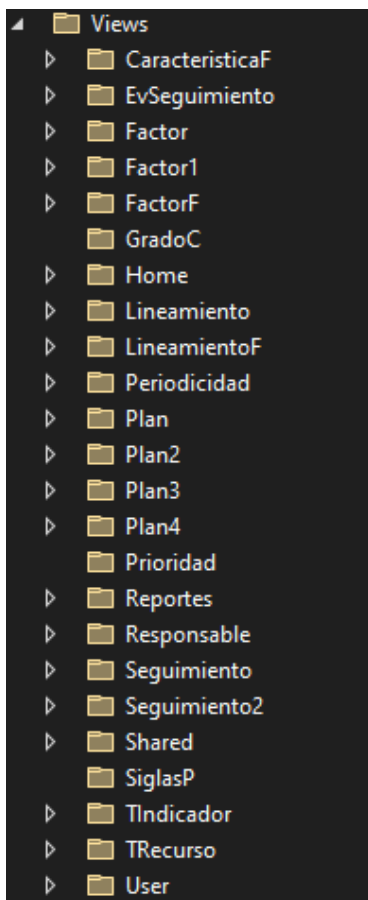 Views
CaracteristicaF
EvSeguimiento
Factor
Factor1
FactorF
GradoC
Home
Lineamiento
LineamientoF
Periodicidad
Plan
Plan2
Plan3
Plan4
Prioridad
Reportes
Responsable
Seguimiento
Seguimiento2
Shared
SiglasP
TIndicador
TRecurso
User